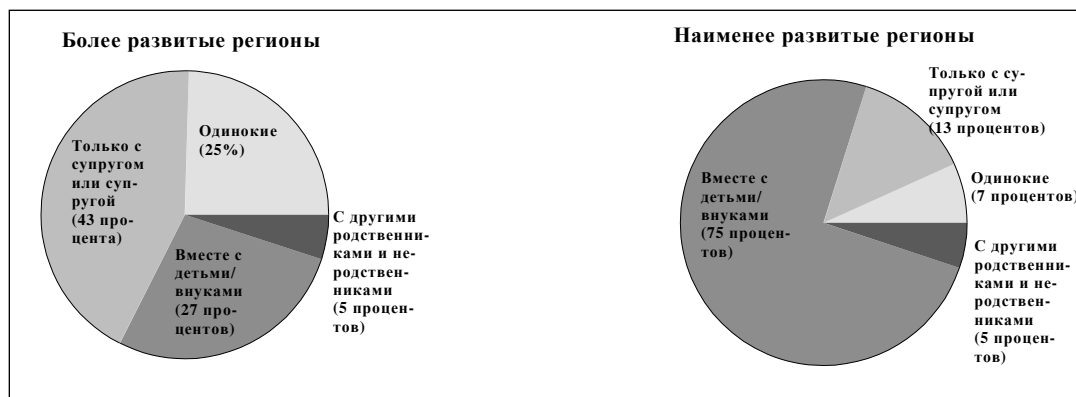 Более развитые регионы
Одинокие
(25%)
Только с
супругом
или суп-
ругой
(43 про-
цента)
Вместе с
детьми/
внуками
(27 про-
центов)
С другими
родственни-
ками и не-
родствен-
никами
(5 процен-
тов)
Наименее развитые регионы
Только с су-
пругой или
супругом
(13 процентов)
Вместе с
детьми/
внуками
(75 процен-
тов)
Одинокие
(7 процентов)
С другими
родственни-
ками и не-
родствен-
никами
(5 процен-
тов)